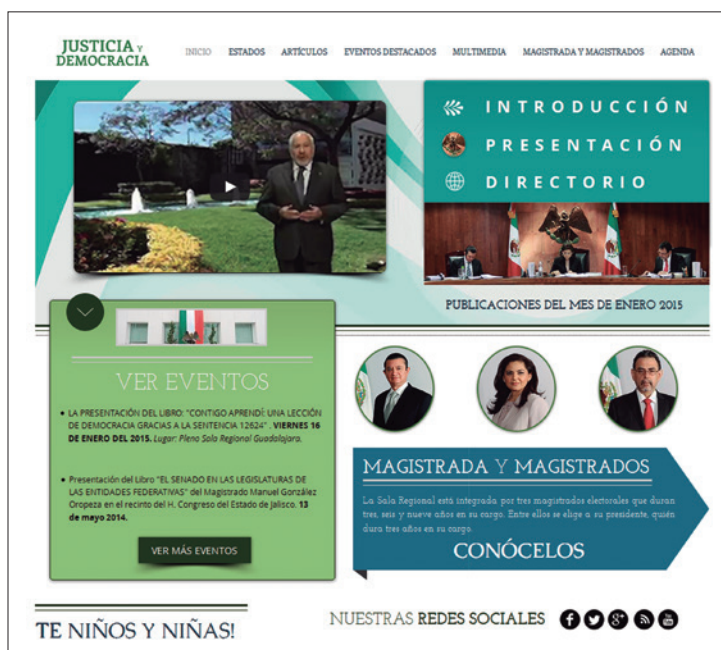 JUSTICIA Y
DEMOCRACIA
INICIO ESTADOS ARTÍCULOS EVENTOS DESTACADOS MULTIMEDIA MAGISTRADA Y MAGISTRADOS AGENDA
INTRODUCCIÓN
PRESENTACIÓN
DIRECTORIO
PUBLICACIONES DEL MES DE ENERO 2015
VER EVENTOS
• LA PRESENTACIÓN DEL LIBRO: "CONTIGO APRENDÍ: UNA LECCIÓN
DE DEMOCRACIA GRACIAS A LA SENTENCIA 12624" . VIERNES 16
DE ENERO DEL 2015. Lugar: Pleno Sala Regional Guadalajara.
• Presentación del Libro "EL SENADO EN LAS LEGISLATURAS DE
LAS ENTIDADES FEDERATIVAS" del Magistrado Manuel González
Oropeza en el recinto del H. Congreso del Estado de Jalisco. 13
de mayo 2014.
VER MÁS EVENTOS
MAGISTRADA Y MAGISTRADOS
La Sala Regional está integrada por tres magistrados electorales que duran
tres, seis y nueve años en su cargo. Entre ellos se elige a su presidente, quién
dura tres años en su cargo.
CONÓCELOS
TE NIÑOS Y NIÑAS!
NUESTRAS REDES SOCIALES